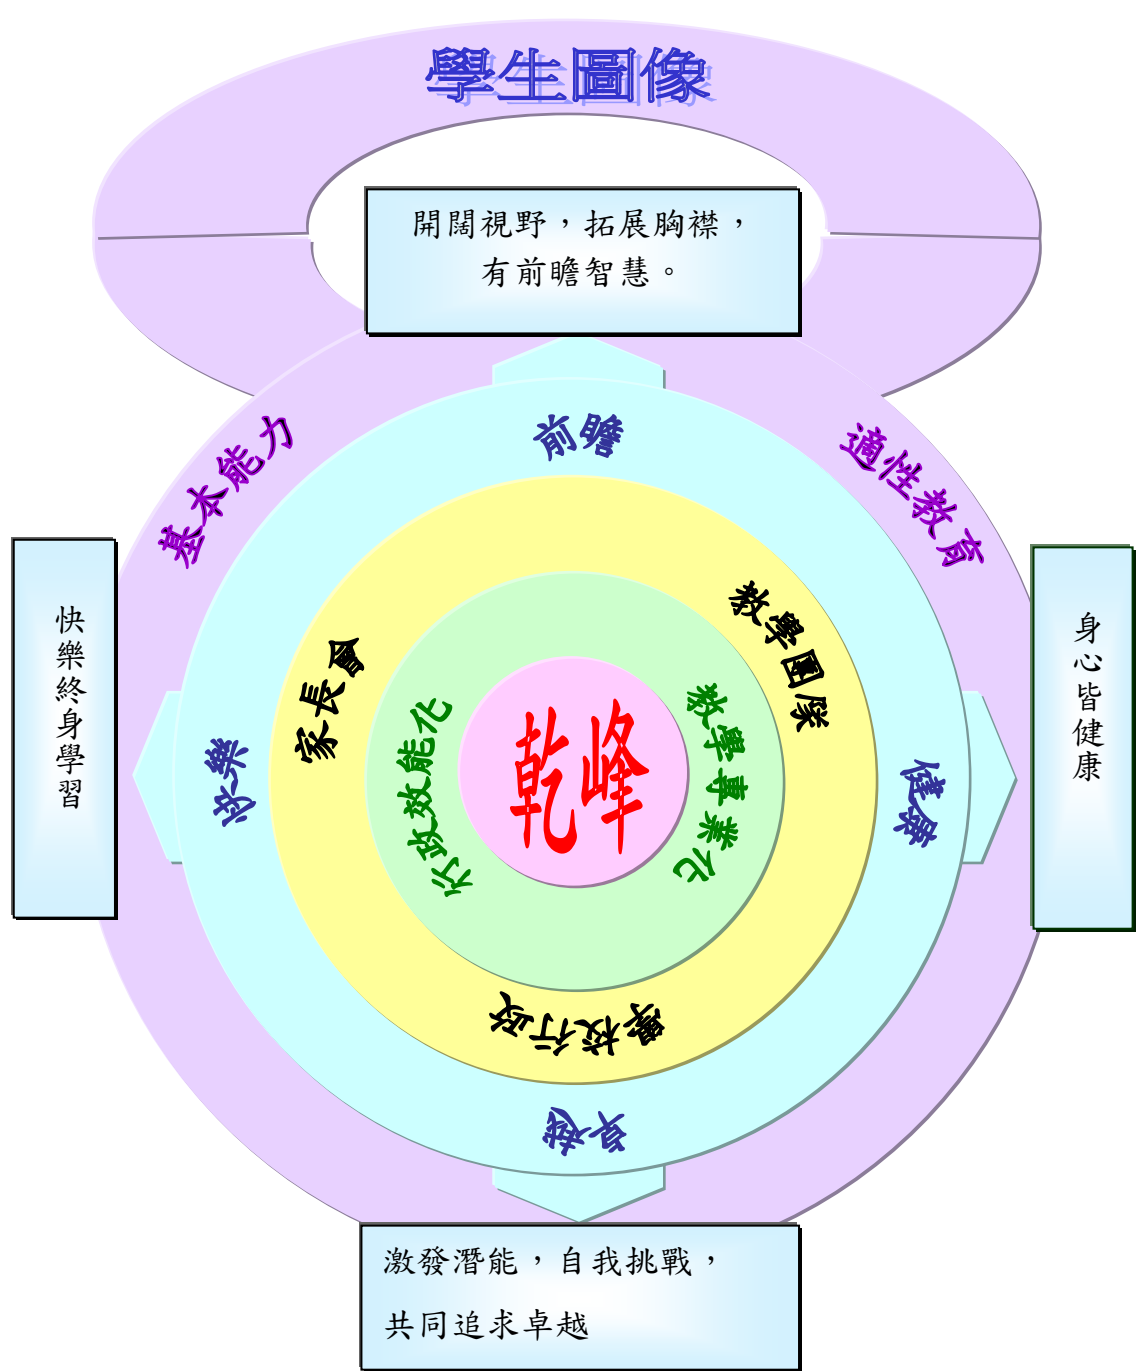 學生圖像
開闊視野，拓展胸襟，
有前瞻智慧。
基本能力
適性教育
前瞻
快樂
健康
卓越
家長會
教學團隊
學校行政
行政效能化
教學專業化
乾峰
快樂終身學習
身心皆健康
激發潛能，自我挑戰，
共同追求卓越